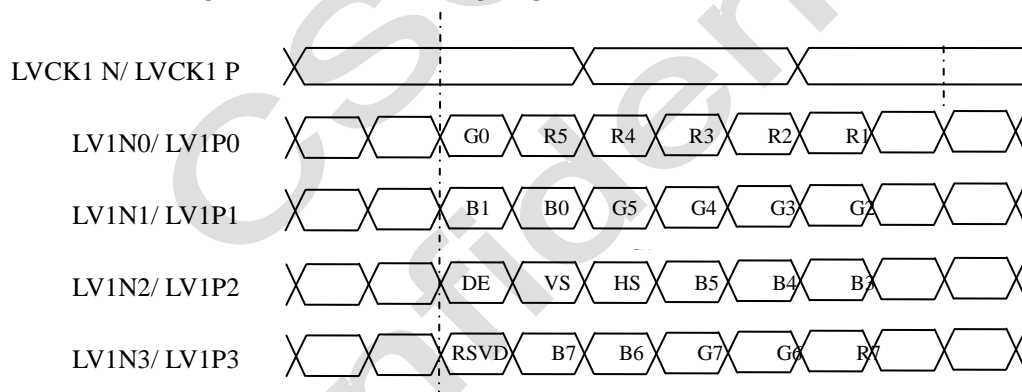 LVCK1 N/ LVCK1 P
LV1N0/ LV1P0 G0 R5 R4 R3 R2 R1
LV1N1/ LV1P1 B1 B0 G5 G4 G3 G2
LV1N2/ LV1P2 DE VS HS B5 B4 B3
LV1N3/ LV1P3 RSVD B7 B6 G7 G6 R7